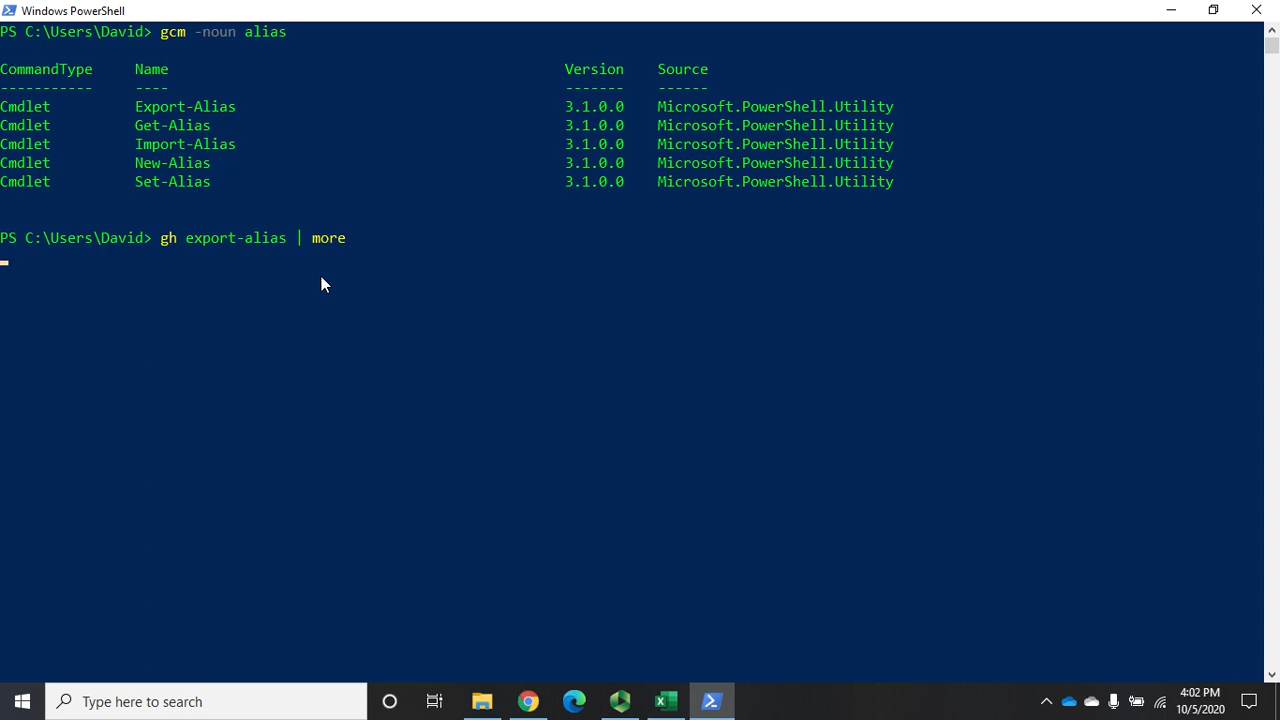 Windows PowerShell
PS C:\Users\David> gcm -noun alias
CommandType     Name                                               Version    Source
-----------     ----                                               -------    ------
Cmdlet          Export-Alias                                       3.1.0.0    Microsoft.PowerShell.Utility
Cmdlet          Get-Alias                                          3.1.0.0    Microsoft.PowerShell.Utility
Cmdlet          Import-Alias                                       3.1.0.0    Microsoft.PowerShell.Utility
Cmdlet          New-Alias                                          3.1.0.0    Microsoft.PowerShell.Utility
Cmdlet          Set-Alias                                          3.1.0.0    Microsoft.PowerShell.Utility
PS C:\Users\David> gh export-alias | more
Type here to search
4:02 PM
10/5/2020